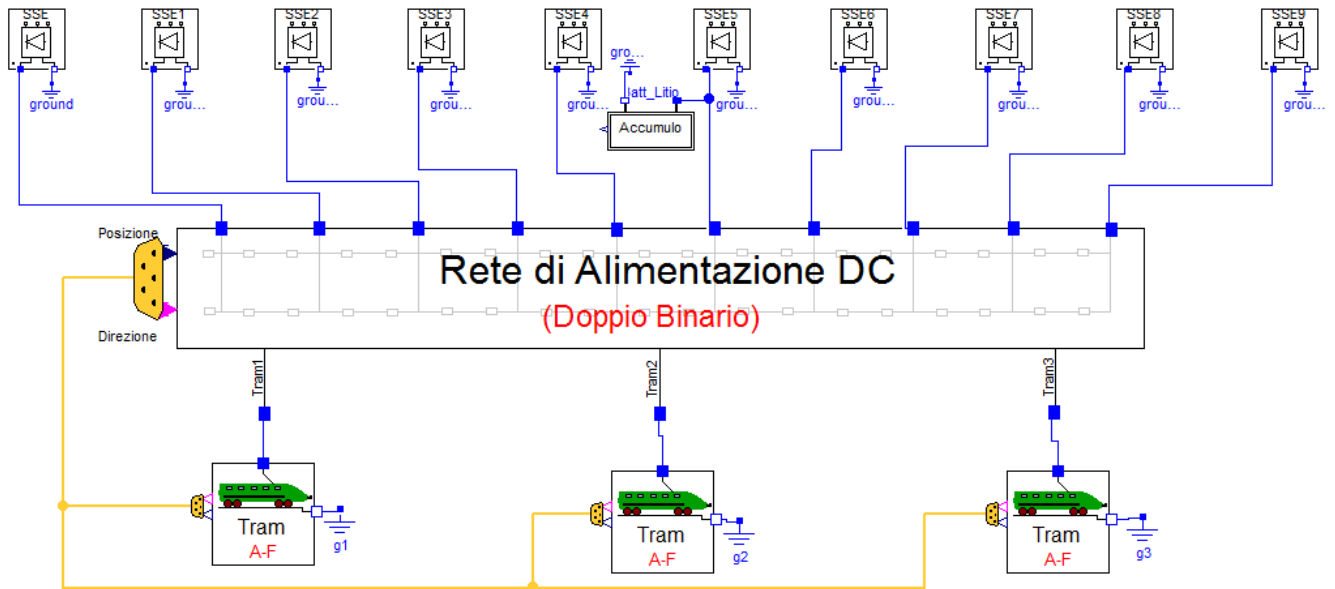 SSE SSE1 SSE2 SSE3 SSE4 SSE5 SSE6 SSE7 SSE8 SSE9
gro...
ground grou... grou... grou... grou... grou... grou... grou... grou... grou...
latt_Litio
Accumulo
Posizione
Rete di Alimentazione DC
(Doppio Binario)
Direzione
Tram1 Tram2 Tram3
Tram Tram Tram
A-F A-F A-F
g1 g2 g3